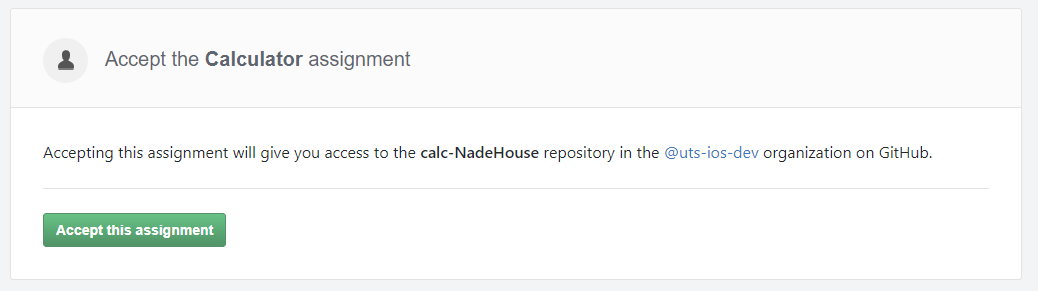 Accept the Calculator assignment
Accepting this assignment will give you access to the calc-NadeHouse repository in the @uts-ios-dev organization on GitHub.
Accept this assignment